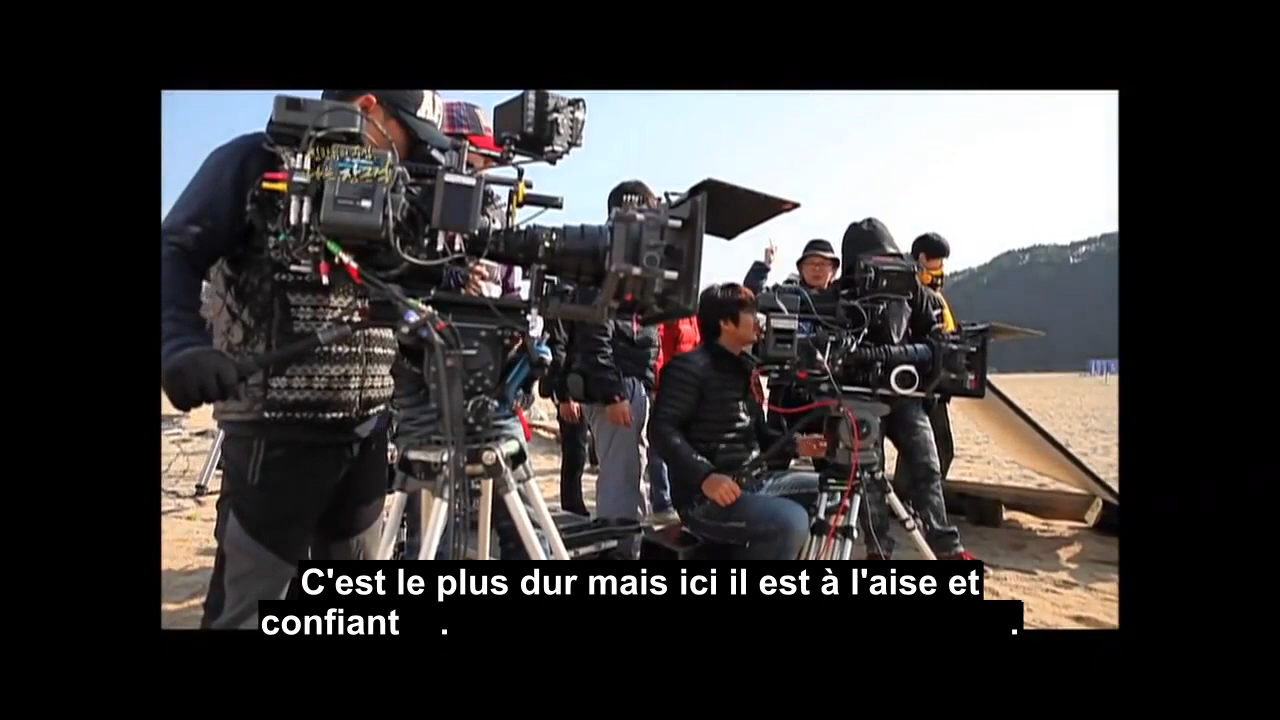 C'est le plus dur mais ici il est à l'aise et
confiant . .